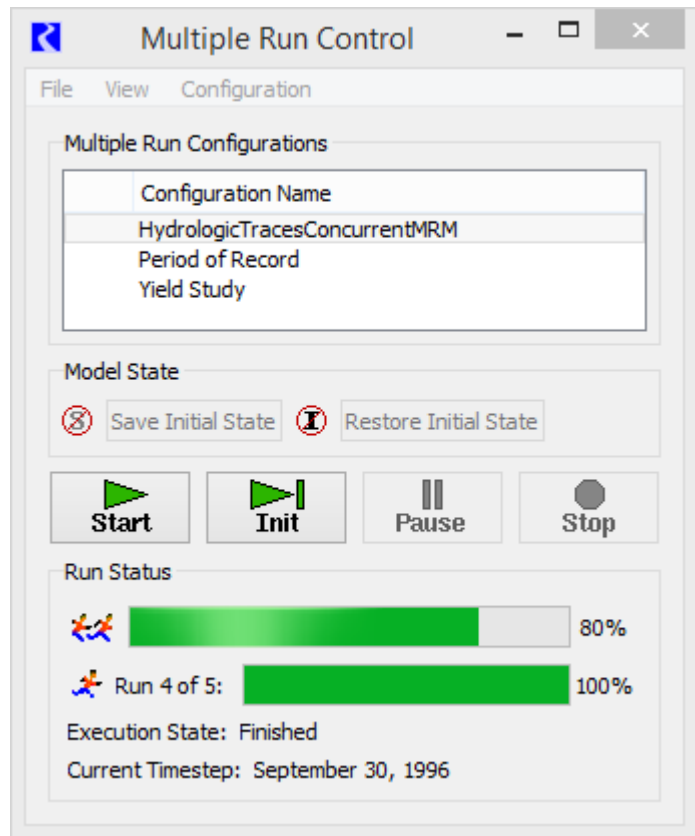 Multiple Run Control
File View Configuration
Multiple Run Configurations
Configuration Name
HydrologicTracesConcurrentMRM
Period of Record
Yield Study
Model State
S Save Initial State I Restore Initial State
Start Init Pause Stop
Run Status
80%
Run 4 of 5: 100%
Execution State: Finished
Current Timestep: September 30, 1996